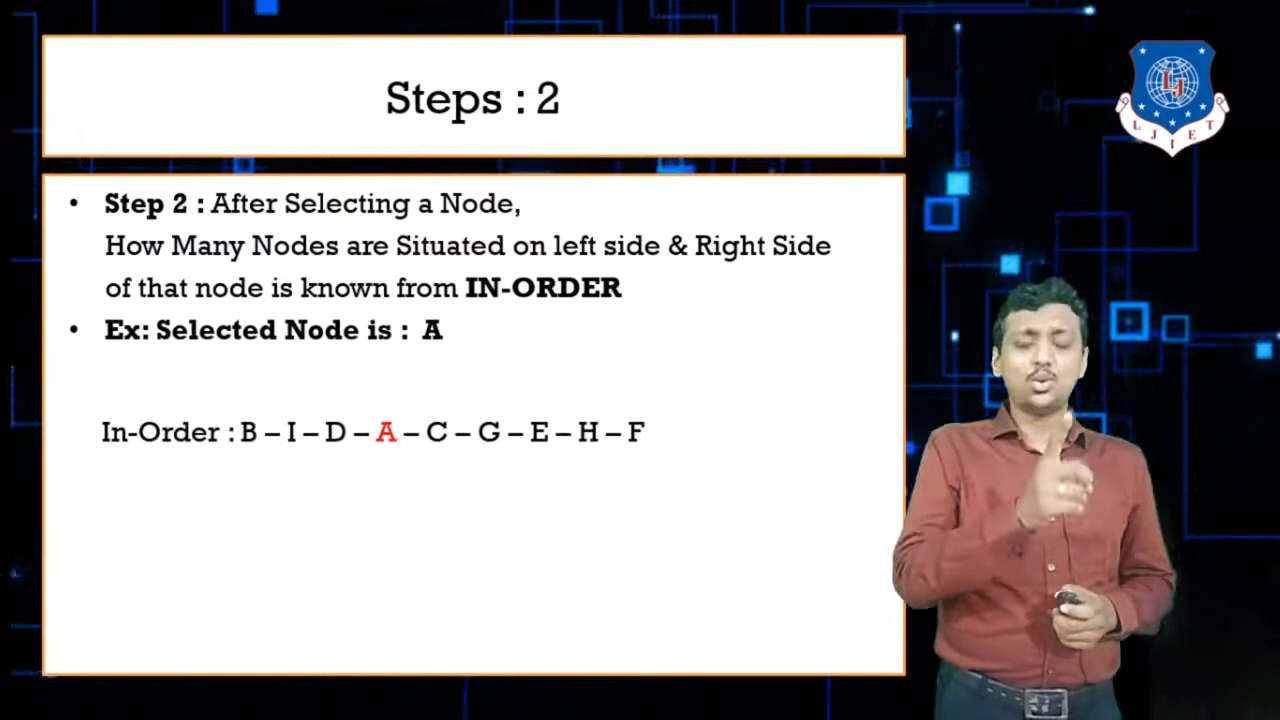 Steps : 2
• Step 2 : After Selecting a Node,
How Many Nodes are Situated on left side & Right Side
of that node is known from IN-ORDER
• Ex: Selected Node is : A
In-Order : B – I – D – A – C – G – E – H – F
LJ
L J I E T